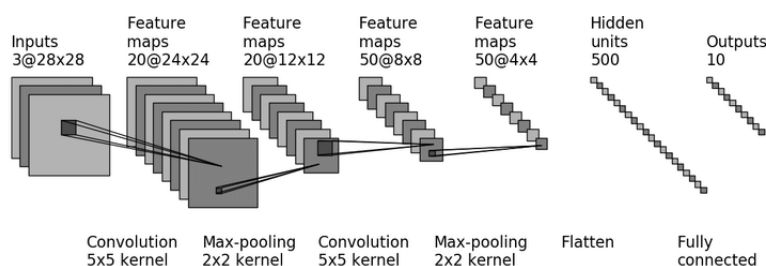 Inputs
3@28x28
Feature
maps
20@24x24
Feature
maps
20@12x12
Feature
maps
50@8x8
Feature
maps
50@4x4
Hidden
units
500
Outputs
10
Convolution
5x5 kernel
Max-pooling
2x2 kernel
Convolution
5x5 kernel
Max-pooling
2x2 kernel
Flatten
Fully
connected